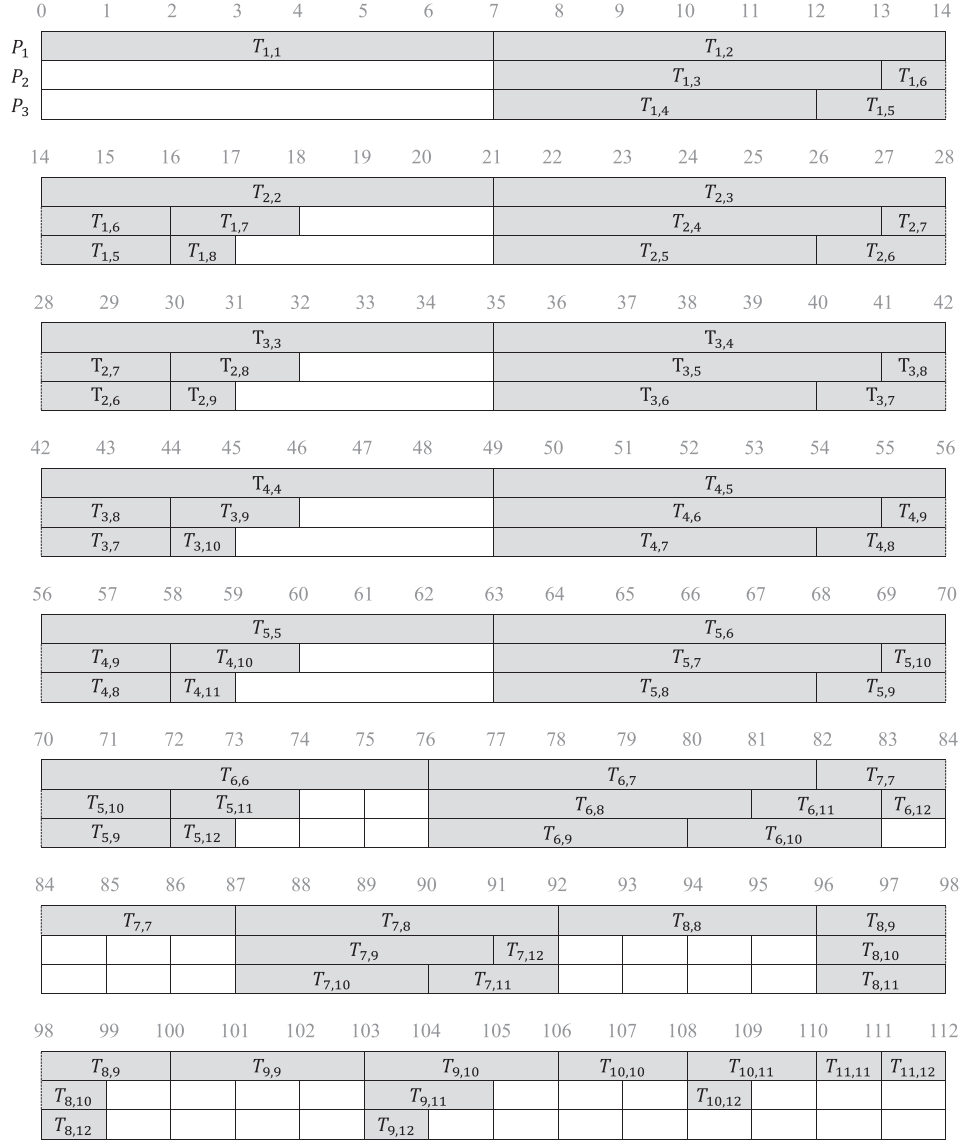 0 1 2 3 4 5 6 7 8 9 10 11 12 13 14
P₁ T₁,₁ T₁,₂
P₂ T₁,₃ T₁,₆
P₃ T₁,₄ T₁,₅
14 15 16 17 18 19 20 21 22 23 24 25 26 27 28
T₂,₂ T₂,₃
T₁,₆ T₁,₇ T₂,₄ T₂,₇
T₁,₅ T₁,₈ T₂,₅ T₂,₆
28 29 30 31 32 33 34 35 36 37 38 39 40 41 42
T₃,₃ T₃,₄
T₂,₇ T₂,₈ T₃,₅ T₃,₈
T₂,₆ T₂,₉ T₃,₆ T₃,₇
42 43 44 45 46 47 48 49 50 51 52 53 54 55 56
T₄,₄ T₄,₅
T₃,₈ T₃,₉ T₄,₆ T₄,₉
T₃,₇ T₃,₁₀ T₄,₇ T₄,₈
56 57 58 59 60 61 62 63 64 65 66 67 68 69 70
T₅,₅ T₅,₆
T₄,₉ T₄,₁₀ T₅,₇ T₅,₁₀
T₄,₈ T₄,₁₁ T₅,₈ T₅,₉
70 71 72 73 74 75 76 77 78 79 80 81 82 83 84
T₆,₆ T₆,₇ T₇,₇
T₅,₁₀ T₅,₁₁ T₆,₈ T₆,₁₁ T₆,₁₂
T₅,₉ T₅,₁₂ T₆,₉ T₆,₁₀
84 85 86 87 88 89 90 91 92 93 94 95 96 97 98
T₇,₇ T₇,₈ T₈,₈ T₈,₉
T₇,₉ T₇,₁₂ T₈,₁₀
T₇,₁₀ T₇,₁₁ T₈,₁₁
98 99 100 101 102 103 104 105 106 107 108 109 110 111 112
T₈,₉ T₉,₉ T₉,₁₀ T₁₀,₁₀ T₁₀,₁₁ T₁₁,₁₁ T₁₁,₁₂
T₈,₁₀ T₉,₁₁ T₁₀,₁₂
T₈,₁₂ T₉,₁₂